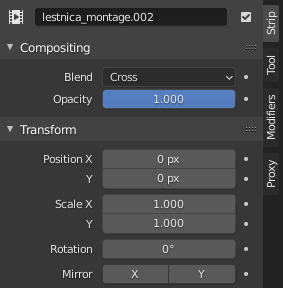 lestnica_montage.002
Compositing
Blend Cross
Opacity 1.000
Transform
Position X 0 px
Y 0 px
Scale X 1.000
Y 1.000
Rotation 0°
Mirror X Y
Strip
Tool
Modifiers
Proxy